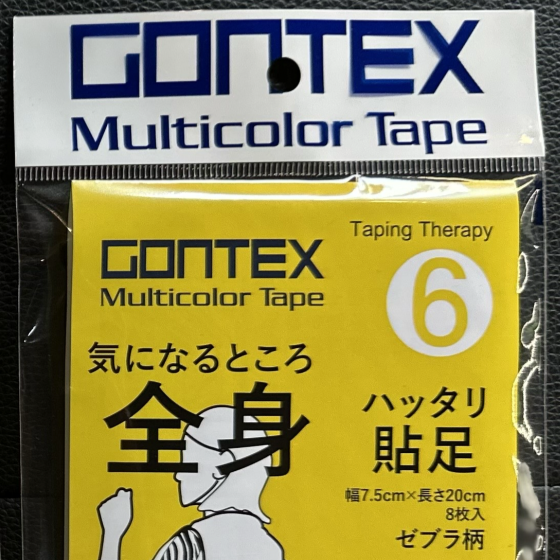 GONTEX
Multicolor Tape
Taping Therapy
GONTEX
Multicolor Tape
6
気になるところ
全身
ハッタリ
貼足
幅7.5cm×長さ20cm
8枚入
ゼブラ柄